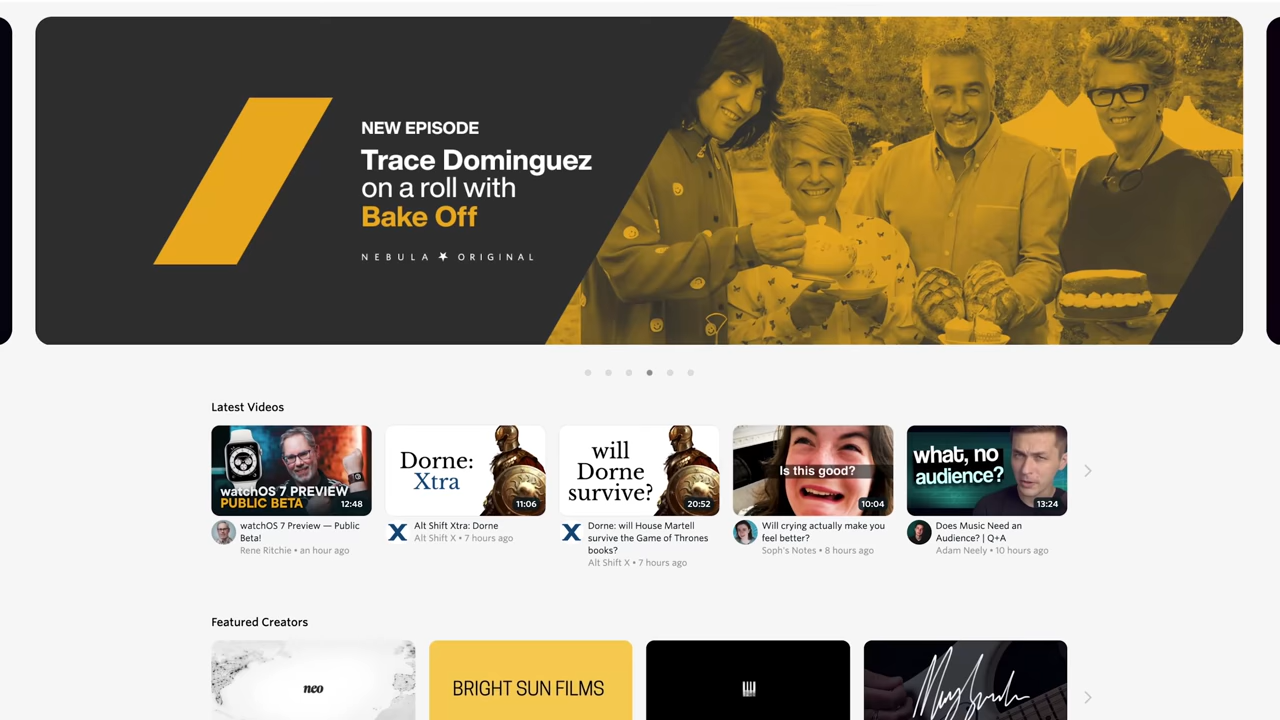 NEW EPISODE
Trace Dominguez
on a roll with
Bake Off
NEBULA ★ ORIGINAL
Latest Videos
watchOS 7 PREVIEW
PUBLIC BETA
12:48
Dorne:
Xtra
11:06
will
Dorne
survive?
20:52
Is this good?
10:04
what, no
audience?
13:24
watchOS 7 Preview — Public
Beta!
Rene Ritchie • an hour ago
Alt Shift Xtra: Dorne
Alt Shift X • 7 hours ago
Dorne: will House Martell
survive the Game of Thrones
books?
Alt Shift X • 7 hours ago
Will crying actually make you
feel better?
Soph's Notes • 8 hours ago
Does Music Need an
Audience? | Q+A
Adam Neely • 10 hours ago
Featured Creators
neo
BRIGHT SUN FILMS